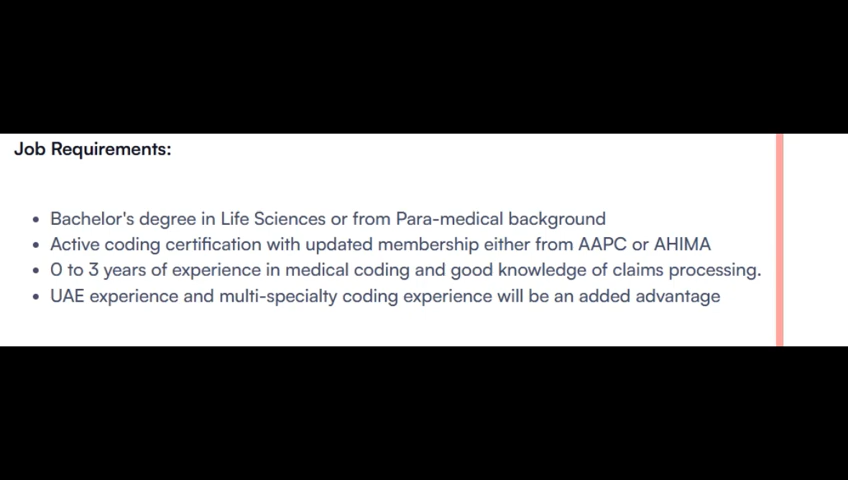 Job Requirements:
• Bachelor's degree in Life Sciences or from Para-medical background
• Active coding certification with updated membership either from AAPC or AHIMA
• 0 to 3 years of experience in medical coding and good knowledge of claims processing.
• UAE experience and multi-specialty coding experience will be an added advantage